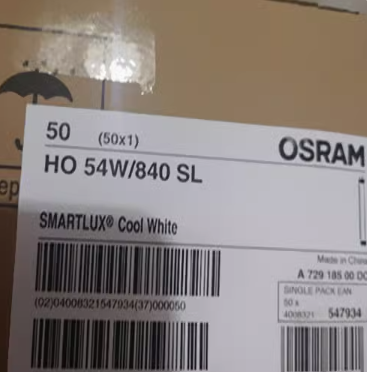 50 (50x1)
OSRAM
HO 54W/840 SL
SMARTLUX® Cool White
Made in China
A 729 185 00 DC
(02)04008321547934(37)000050
SINGLE PACK EAN
50 x
4008321 547934